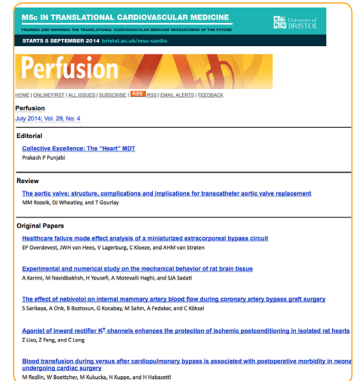 MSc IN TRANSLATIONAL CARDIOVASCULAR MEDICINE
TRAINING AND INSPIRING THE TRANSLATIONAL CARDIOVASCULAR MEDICINE RESEARCHERS OF THE FUTURE
University of BRISTOL
STARTS 8 SEPTEMBER 2014 bristol.ac.uk/msc-cardio
Perfusion
HOME | ONLINEFIRST | ALL ISSUES | SUBSCRIBE | RSS RSS | EMAIL ALERTS | FEEDBACK
Perfusion
July 2014; Vol. 29, No. 4
Editorial
Collective Excellence: The "Heart" MDT
Prakash P Punjabi
Review
The aortic valve: structure, complications and implications for transcatheter aortic valve replacement
MM Rozeik, DJ Wheatley, and T Gourlay
Original Papers
Healthcare failure mode effect analysis of a miniaturized extracorporeal bypass circuit
EP Overdevest, JWH van Hees, V Lagerburg, C Kloeze, and AHM van Straten
Experimental and numerical study on the mechanical behavior of rat brain tissue
A Karimi, M Navidbakhsh, H Yousefi, A Motevalli Haghi, and SJA Sadati
The effect of nebivolol on internal mammary artery blood flow during coronary artery bypass graft surgery
S Sarikaya, A Onk, B Bootosun, G Kocabay, M Sahin, A Fedakar, and C Köksal
Agonist of inward rectifier K+ channels enhances the protection of ischemic postconditioning in isolated rat hearts
Z Liao, Z Feng, and C Long
Blood transfusion during versus after cardiopulmonary bypass is associated with postoperative morbidity in neona
undergoing cardiac surgery
M Redlin, W Boettcher, M Kukucka, H Kuppe, and H Habazettl